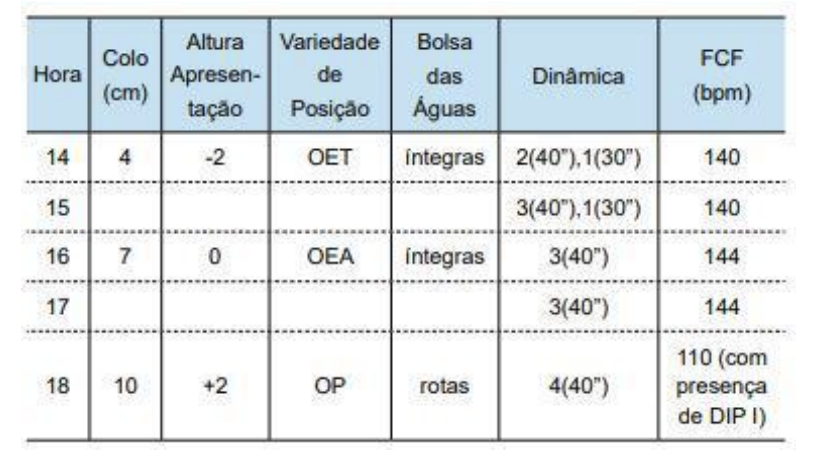 Hora Colo (cm) Altura Apresen-tação Variedade de Posição Bolsa das Águas Dinâmica FCF (bpm)
14 4 -2 OET íntegras 2(40”),1(30”) 140
15 3(40”),1(30”) 140
16 7 0 OEA íntegras 3(40”) 144
17 3(40”) 144
18 10 +2 OP rotas 4(40”) 110 (com presença de DIP I)